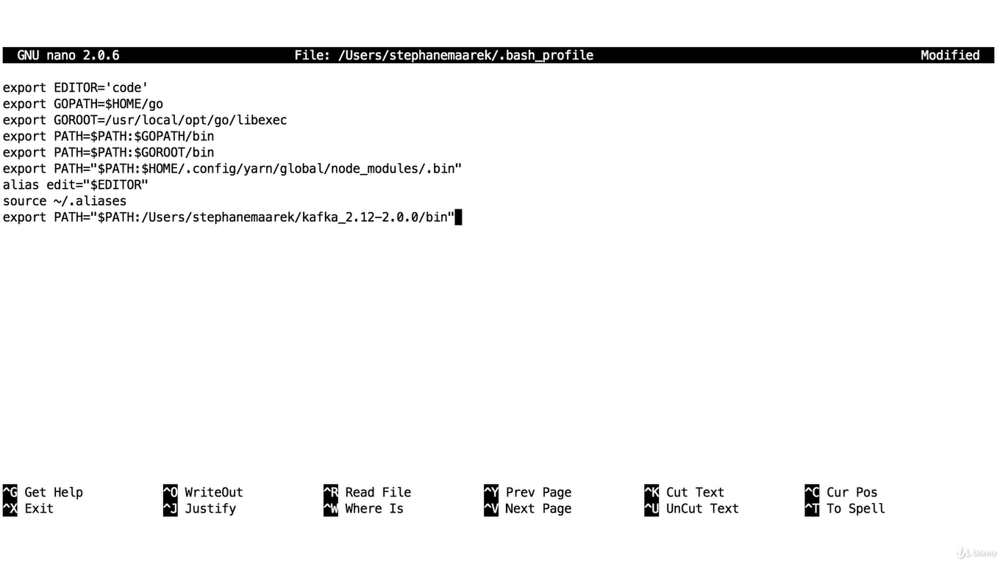 GNU nano 2.0.6 File: /Users/stephanemaarek/.bash_profile Modified
export EDITOR='code'
export GOPATH=$HOME/go
export GOROOT=/usr/local/opt/go/libexec
export PATH=$PATH:$GOPATH/bin
export PATH=$PATH:$GOROOT/bin
export PATH="$PATH:$HOME/.config/yarn/global/node_modules/.bin"
alias edit="$EDITOR"
source ~/.aliases
export PATH="$PATH:/Users/stephanemaarek/kafka_2.12-2.0.0/bin"
^G Get Help ^O WriteOut ^R Read File ^Y Prev Page ^K Cut Text ^C Cur Pos
^X Exit ^J Justify ^W Where Is ^V Next Page ^U UnCut Text ^T To Spell
Udemy